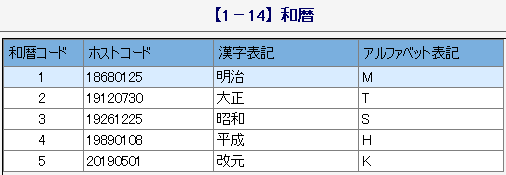 【1－14】和暦
和暦コード ホストコード 漢字表記 アルファベット表記
1 18680125 明治 M
2 19120730 大正 T
3 19261225 昭和 S
4 19890108 平成 H
5 20190501 改元 K